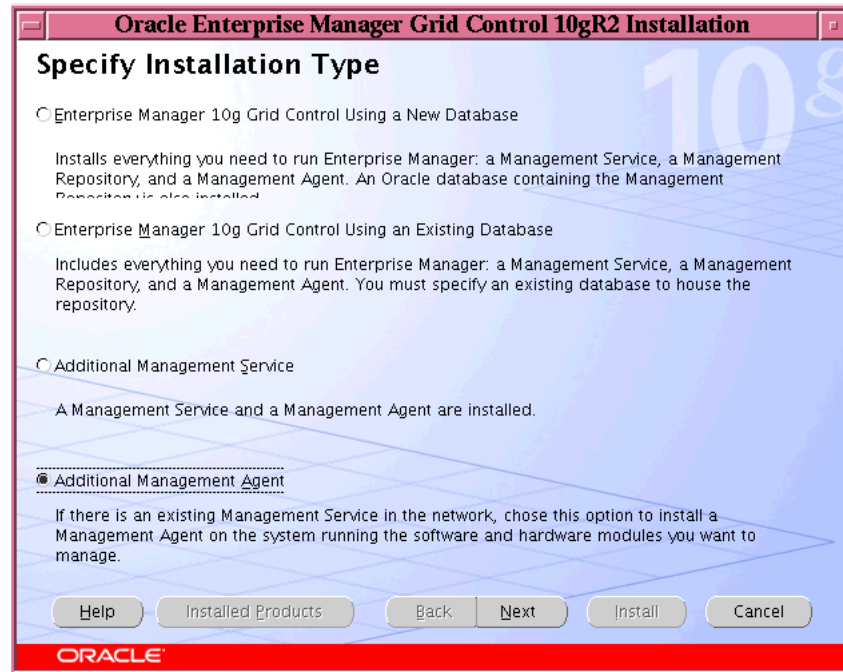 Oracle Enterprise Manager Grid Control 10gR2 Installation
Specify Installation Type
10g
Enterprise Manager 10g Grid Control Using a New Database
Installs everything you need to run Enterprise Manager: a Management Service, a Management
Repository, and a Management Agent. An Oracle database containing the Management
Repository is also installed.
Enterprise Manager 10g Grid Control Using an Existing Database
Includes everything you need to run Enterprise Manager: a Management Service, a Management
Repository, and a Management Agent. You must specify an existing database to house the
repository.
Additional Management Service
A Management Service and a Management Agent are installed.
Additional Management Agent
If there is an existing Management Service in the network, chose this option to install a
Management Agent on the system running the software and hardware modules you want to
manage.
Help Installed Products Back Next Install Cancel
ORACLE